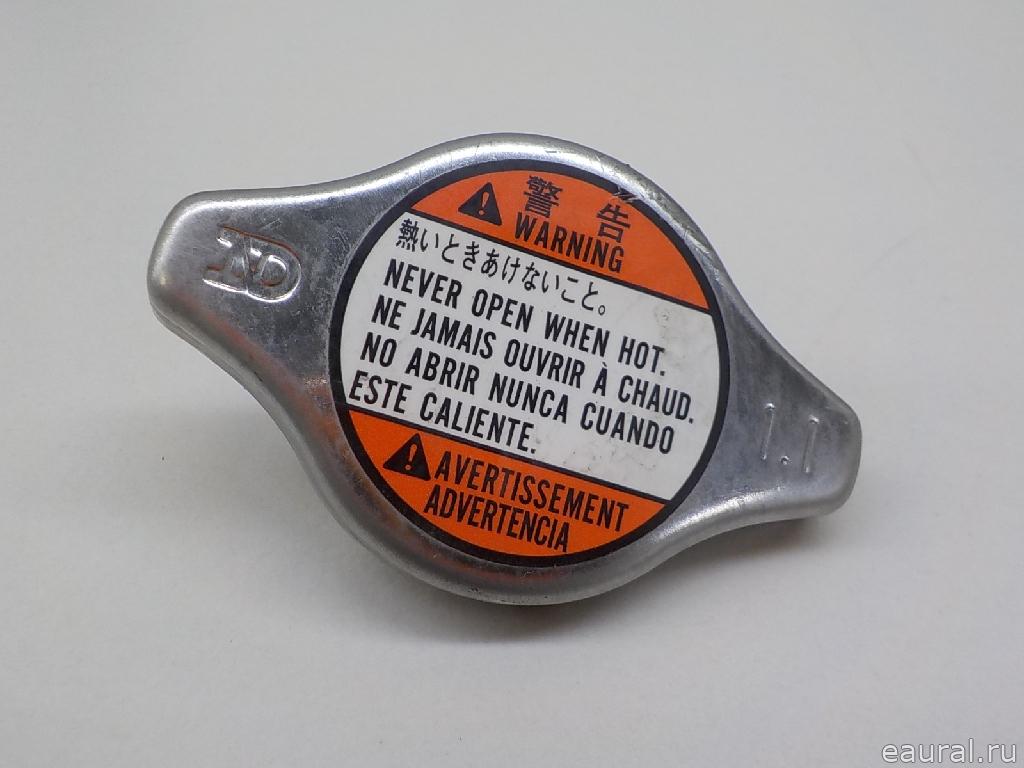 警告
WARNING
熱いときあけないこと。
NEVER OPEN WHEN HOT.
NE JAMAIS OUVRIR À CHAUD.
NO ABRIR NUNCA CUANDO
ESTE CALIENTE.
AVERTISSEMENT
ADVERTENCIA
ND
1.1
eaural.ru